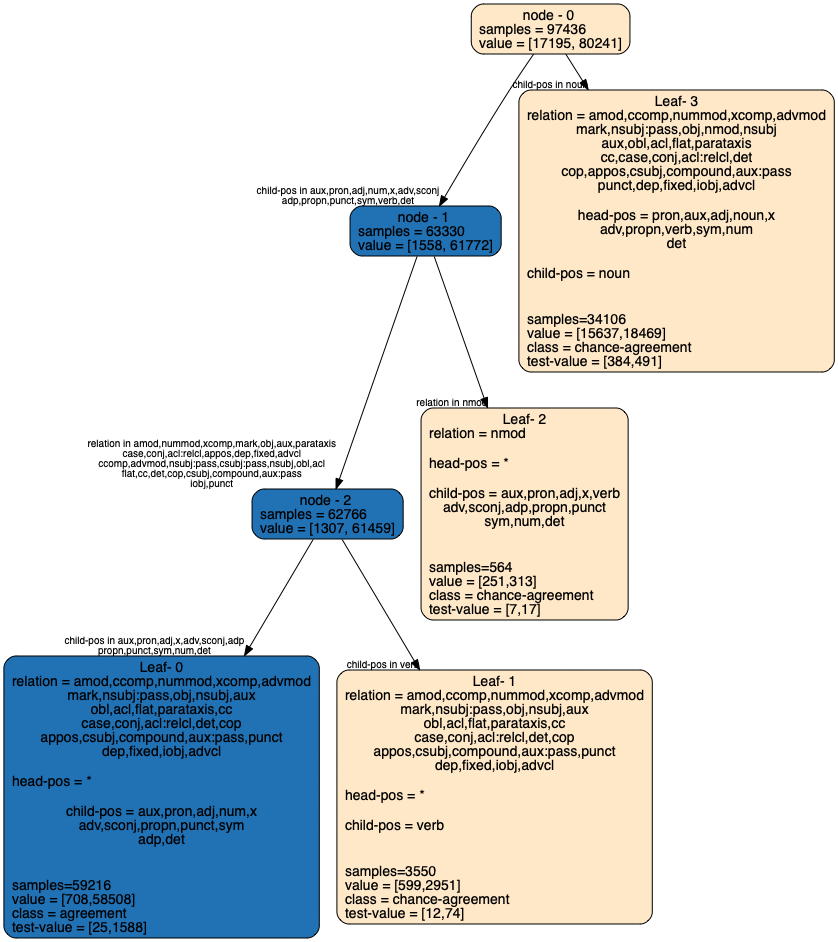 node - 0
samples = 97436
value = [17195, 80241]
child-pos in noun
Leaf- 3
relation = amod,ccomp,nummod,xcomp,advmod
mark,nsubj:pass,obj,nmod,nsubj
aux,obl,acl,flat,parataxis
cc,case,conj,acl:relcl,det
cop,appos,csubj,compound,aux:pass
punct,dep,fixed,iobj,advcl
head-pos = pron,aux,adj,noun,x
adv,propn,verb,sym,num
det
child-pos = noun
samples=34106
value = [15637,18469]
class = chance-agreement
test-value = [384,491]
child-pos in aux,pron,adj,num,x,adv,sconj
adp,propn,punct,sym,verb,det
node - 1
samples = 63330
value = [1558, 61772]
relation in nmod
Leaf- 2
relation = nmod
head-pos = *
child-pos = aux,pron,adj,x,verb
adv,sconj,adp,propn,punct
sym,num,det
samples=564
value = [251,313]
class = chance-agreement
test-value = [7,17]
relation in amod,nummod,xcomp,mark,obj,aux,parataxis
case,conj,acl:relcl,appos,dep,fixed,advcl
ccomp,advmod,nsubj:pass,csubj:pass,nsubj,obl,acl
flat,cc,det,cop,csubj,compound,aux:pass
iobj,punct
node - 2
samples = 62766
value = [1307, 61459]
child-pos in aux,pron,adj,x,adv,sconj,adp
propn,punct,sym,num,det
Leaf- 0
relation = amod,ccomp,nummod,xcomp,advmod
mark,nsubj:pass,obj,nsubj,aux
obl,acl,flat,parataxis,cc
case,conj,acl:relcl,det,cop
appos,csubj,compound,aux:pass,punct
dep,fixed,iobj,advcl
head-pos = *
child-pos = aux,pron,adj,num,x
adv,sconj,propn,punct,sym
adp,det
samples=59216
value = [708,58508]
class = agreement
test-value = [25,1588]
child-pos in verb
Leaf- 1
relation = amod,ccomp,nummod,xcomp,advmod
mark,nsubj:pass,obj,nsubj,aux
obl,acl,flat,parataxis,cc
case,conj,acl:relcl,det,cop
appos,csubj,compound,aux:pass,punct
dep,fixed,iobj,advcl
head-pos = *
child-pos = verb
samples=3550
value = [599,2951]
class = chance-agreement
test-value = [12,74]